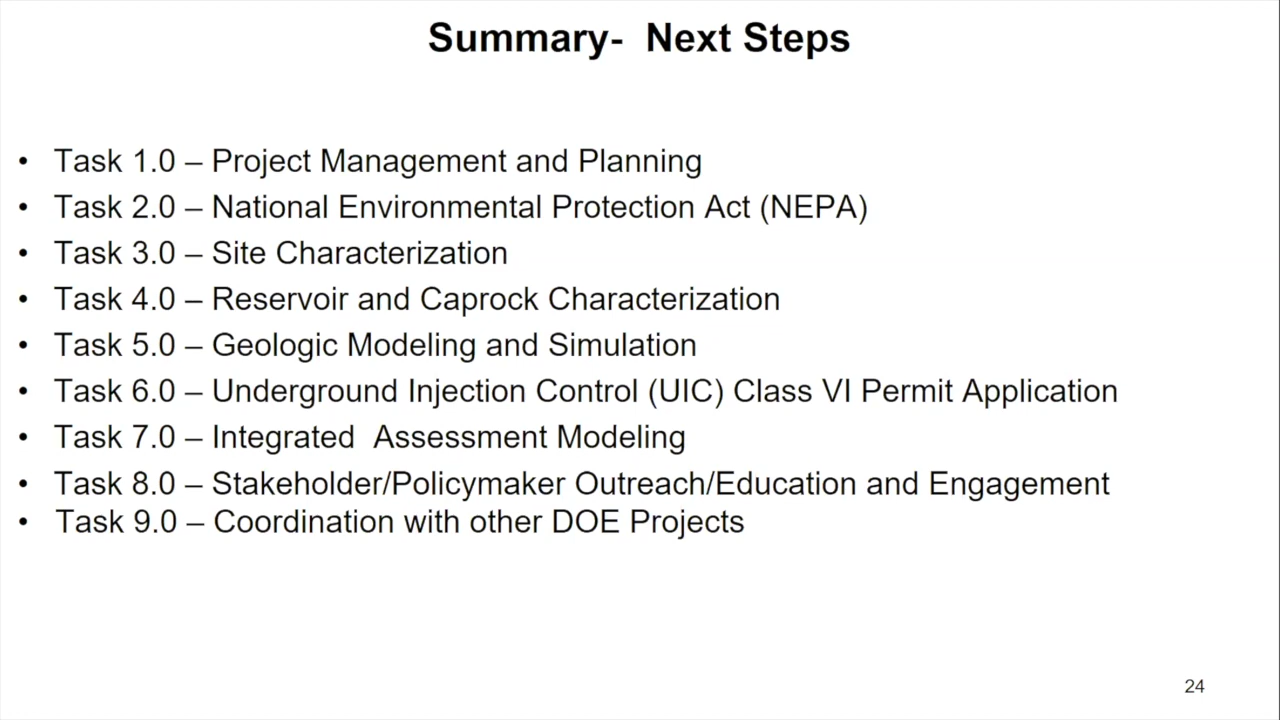 Summary- Next Steps
• Task 1.0 – Project Management and Planning
• Task 2.0 – National Environmental Protection Act (NEPA)
• Task 3.0 – Site Characterization
• Task 4.0 – Reservoir and Caprock Characterization
• Task 5.0 – Geologic Modeling and Simulation
• Task 6.0 – Underground Injection Control (UIC) Class VI Permit Application
• Task 7.0 – Integrated Assessment Modeling
• Task 8.0 – Stakeholder/Policymaker Outreach/Education and Engagement
• Task 9.0 – Coordination with other DOE Projects
24